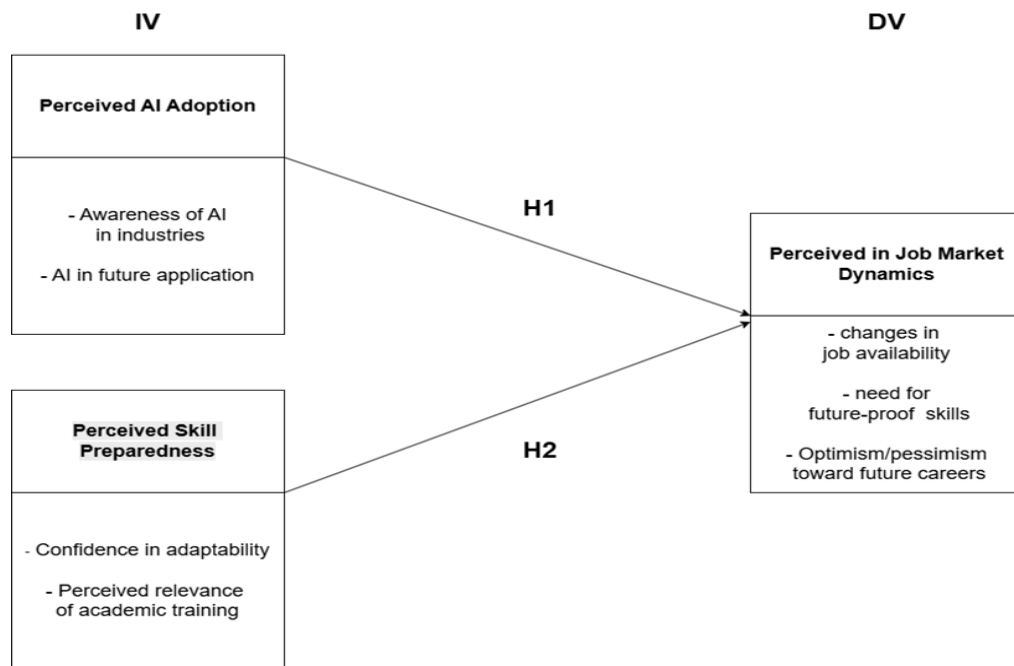 IV
DV
Perceived AI Adoption
- Awareness of AI
in industries
- AI in future application
H1
Perceived in Job Market
Dynamics
- changes in
job availability
- need for
future-proof skills
- Optimism/pessimism
toward future careers
Perceived Skill
Preparedness
H2
- Confidence in adaptability
- Perceived relevance
of academic training